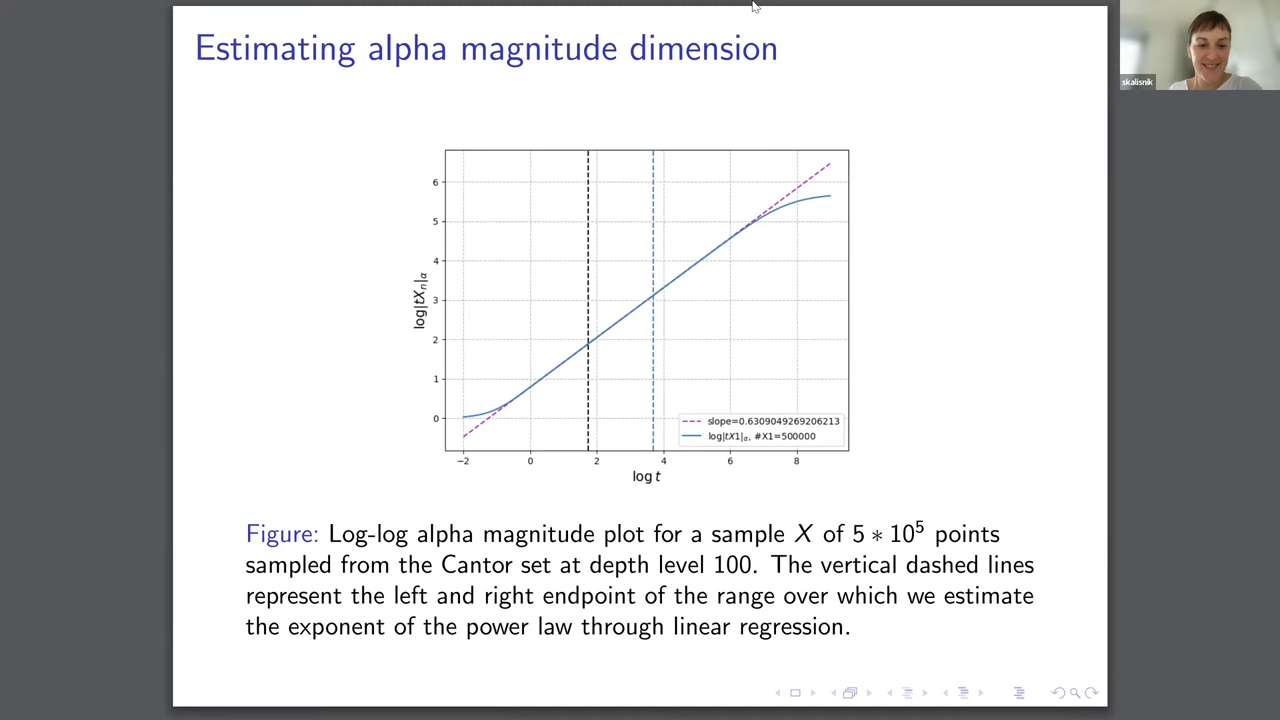 Estimating alpha magnitude dimension
skalisnik
log|tXₙ|α
6
5
4
3
2
1
0
−2
0
2
4
6
8
log t
slope=0.6309049269206213
log|tX1|α, #X1=500000
Figure: Log-log alpha magnitude plot for a sample X of 5 ∗ 10⁵ points
sampled from the Cantor set at depth level 100. The vertical dashed lines
represent the left and right endpoint of the range over which we estimate
the exponent of the power law through linear regression.